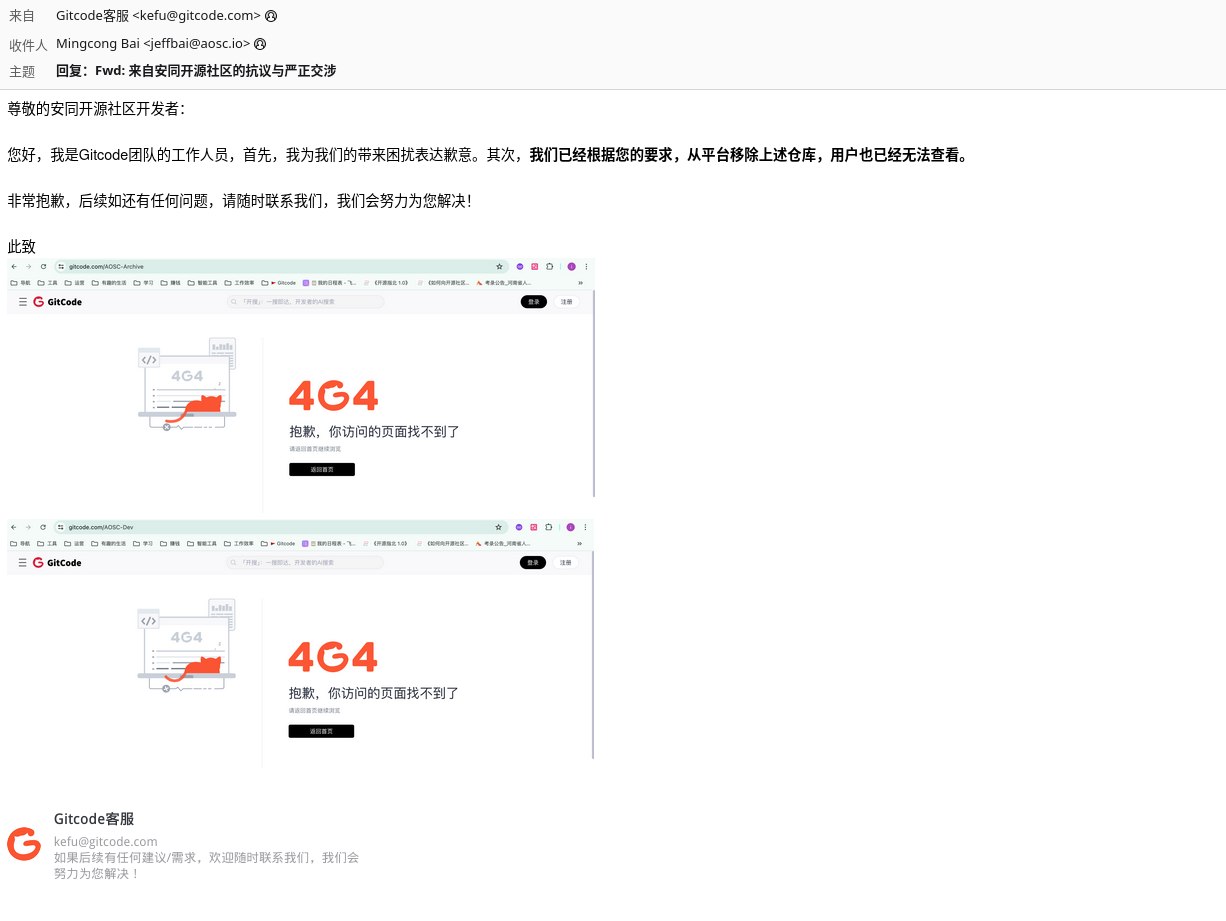 来自 Gitcode客服 <kefu@gitcode.com>
收件人 Mingcong Bai <jeffbai@aosc.io>
主题 回复：Fwd: 来自安同开源社区的抗议与严正交涉
尊敬的安同开源社区开发者：
您好，我是Gitcode团队的工作人员，首先，我为我们的带来困扰表达歉意。其次，我们已经根据您的要求，从平台移除上述仓库，用户也已经无法查看。
非常抱歉，后续如还有任何问题，请随时联系我们，我们会努力为您解决！
此致
gitcode.com/AOSC-Archive
导航 工具 运营 有趣的生活 学习 赚钱 智能工具 工作效率 Gitcode 我的日程表 - 飞... 《开源指北 1.0》 《如何向开源社区... 考录公告_河南省人...
GitCode 「开搜」：一搜即达，开发者的AI搜索 登录 注册
</>
4G4
4G4
抱歉，你访问的页面找不到了
请返回首页继续浏览
返回首页
gitcode.com/AOSC-Dev
导航 工具 运营 有趣的生活 学习 赚钱 智能工具 工作效率 Gitcode 我的日程表 - 飞... 《开源指北 1.0》 《如何向开源社区... 考录公告_河南省人...
GitCode 「开搜」：一搜即达，开发者的AI搜索 登录 注册
</>
4G4
4G4
抱歉，你访问的页面找不到了
请返回首页继续浏览
返回首页
Gitcode客服
kefu@gitcode.com
如果后续有任何建议/需求，欢迎随时联系我们，我们会
努力为您解决！